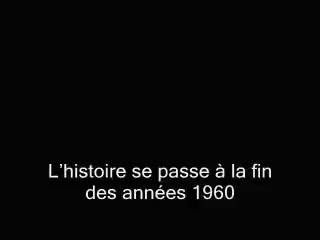 L’histoire se passe à la fin
des années 1960